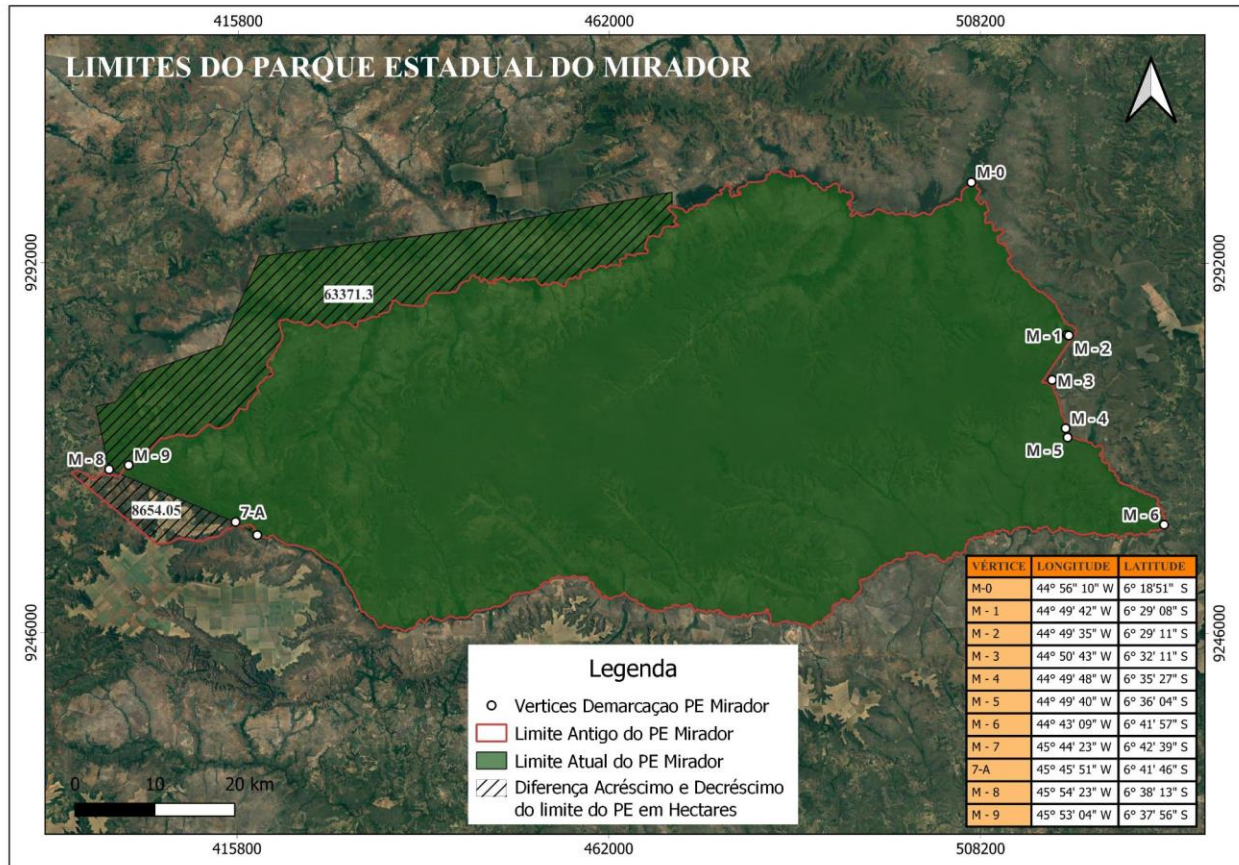 415800 462000 508200
LIMITES DO PARQUE ESTADUAL DO MIRADOR
M-0
9292000 9292000
63371.3
M - 1
M - 2
M - 3
M - 4
M - 5
M - 8
M - 9
8654.05
7-A
M - 6
9246000 9246000
VÉRTICE LONGITUDE LATITUDE
M-0 44° 56" 10" W 6° 18'51" S
M - 1 44° 49' 42" W 6° 29' 08" S
M - 2 44° 49' 35" W 6° 29' 11" S
M - 3 44° 50' 43" W 6° 32' 11" S
M - 4 44° 49' 48" W 6° 35' 27" S
M - 5 44° 49' 40" W 6° 36' 04" S
M - 6 44° 43' 09" W 6° 41' 57" S
M - 7 45° 44' 23" W 6° 42' 39" S
7-A 45° 45' 51" W 6° 41' 46" S
M - 8 45° 54' 23" W 6° 38' 13" S
M - 9 45° 53' 04" W 6° 37' 56" S
Legenda
Vertices Demarcaçao PE Mirador
Limite Antigo do PE Mirador
Limite Atual do PE Mirador
Diferença Acréscimo e Decréscimo
do limite do PE em Hectares
0 10 20 km
415800 462000 508200